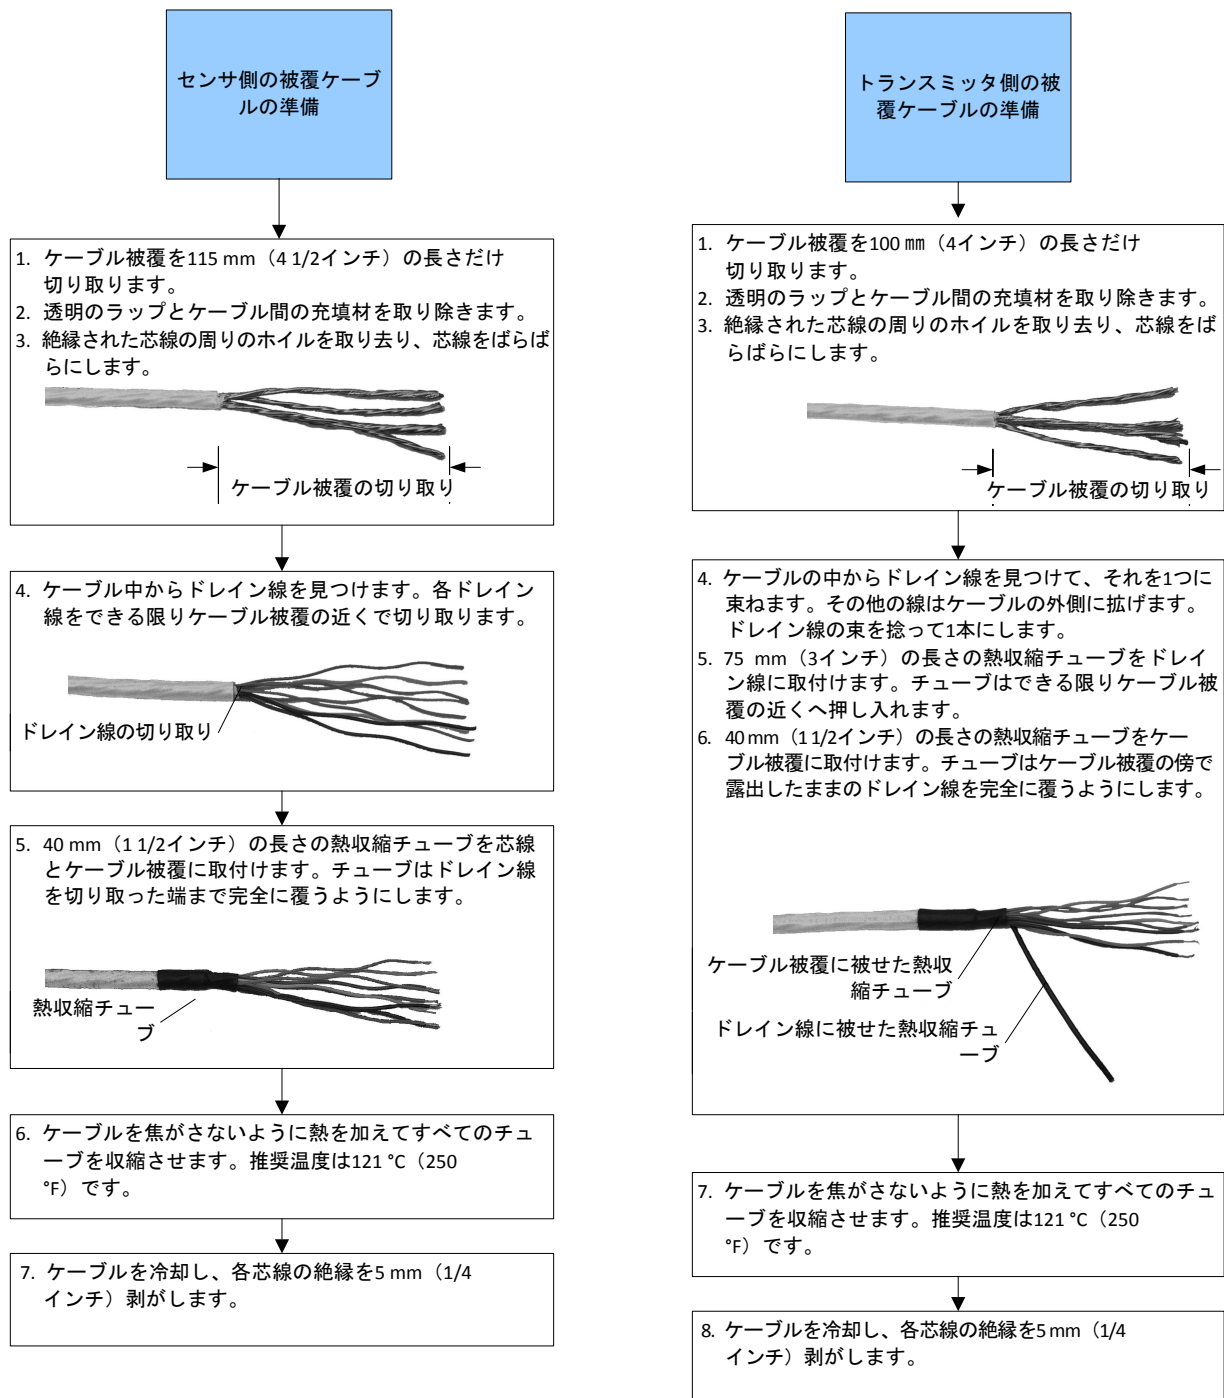 センサ側の被覆ケーブ
ルの準備
1. ケーブル被覆を115 mm（4 1/2インチ）の長さだけ
切り取ります。
2. 透明のラップとケーブル間の充填材を取り除きます。
3. 絶縁された芯線の周りのホイルを取り去り、芯線をばらば
らにします。
ケーブル被覆の切り取り
4. ケーブル中からドレイン線を見つけます。各ドレイン
線をできる限りケーブル被覆の近くで切り取ります。
ドレイン線の切り取り
5. 40 mm（1 1/2インチ）の長さの熱収縮チューブを芯線
とケーブル被覆に取付けます。チューブはドレイン線
を切り取った端まで完全に覆うようにします。
熱収縮チュー
ブ
6. ケーブルを焦がさないように熱を加えてすべてのチュ
ーブを収縮させます。推奨温度は121 °C（250
°F）です。
7. ケーブルを冷却し、各芯線の絶縁を5 mm（1/4
インチ）剥がします。
トランスミッタ側の被
覆ケーブルの準備
1. ケーブル被覆を100 ㎜（4インチ）の長さだけ
切り取ります。
2. 透明のラップとケーブル間の充填材を取り除きます。
3. 絶縁された芯線の周りのホイルを取り去り、芯線をば
らばらにします。
ケーブル被覆の切り取り
4. ケーブルの中からドレイン線を見つけて、それを1つに
束ねます。その他の線はケーブルの外側に拡げます。
ドレイン線の束を捻って1本にします。
5. 75 mm（3インチ）の長さの熱収縮チューブをドレイ
ン線に取付けます。チューブはできる限りケーブル被
覆の近くへ押し入れます。
6. 40 mm（1 1/2インチ）の長さの熱収縮チューブをケー
ブル被覆に取付けます。チューブはケーブル被覆の傍で
露出したままのドレイン線を完全に覆うようにします。
ケーブル被覆に被せた熱収
縮チューブ
ドレイン線に被せた熱収縮チュ
ーブ
7. ケーブルを焦がさないように熱を加えてすべてのチュ
ーブを収縮させます。推奨温度は121 °C（250
°F）です。
8. ケーブルを冷却し、各芯線の絶縁を5 mm（1/4
インチ）剥がします。